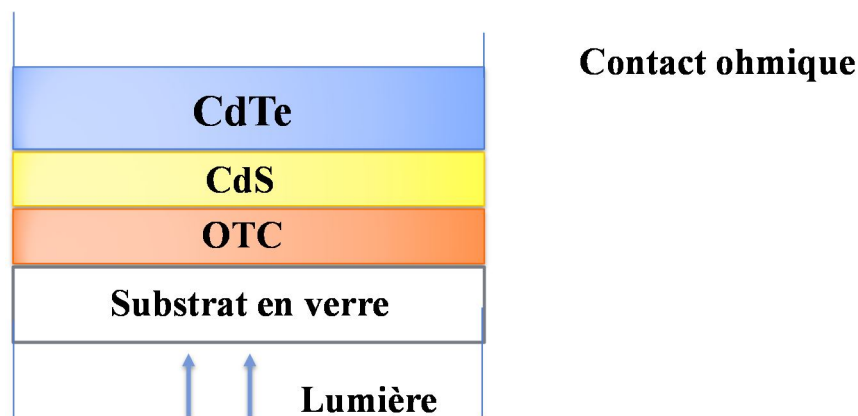 Contact ohmique
CdTe
CdS
OTC
Substrat en verre
Lumière